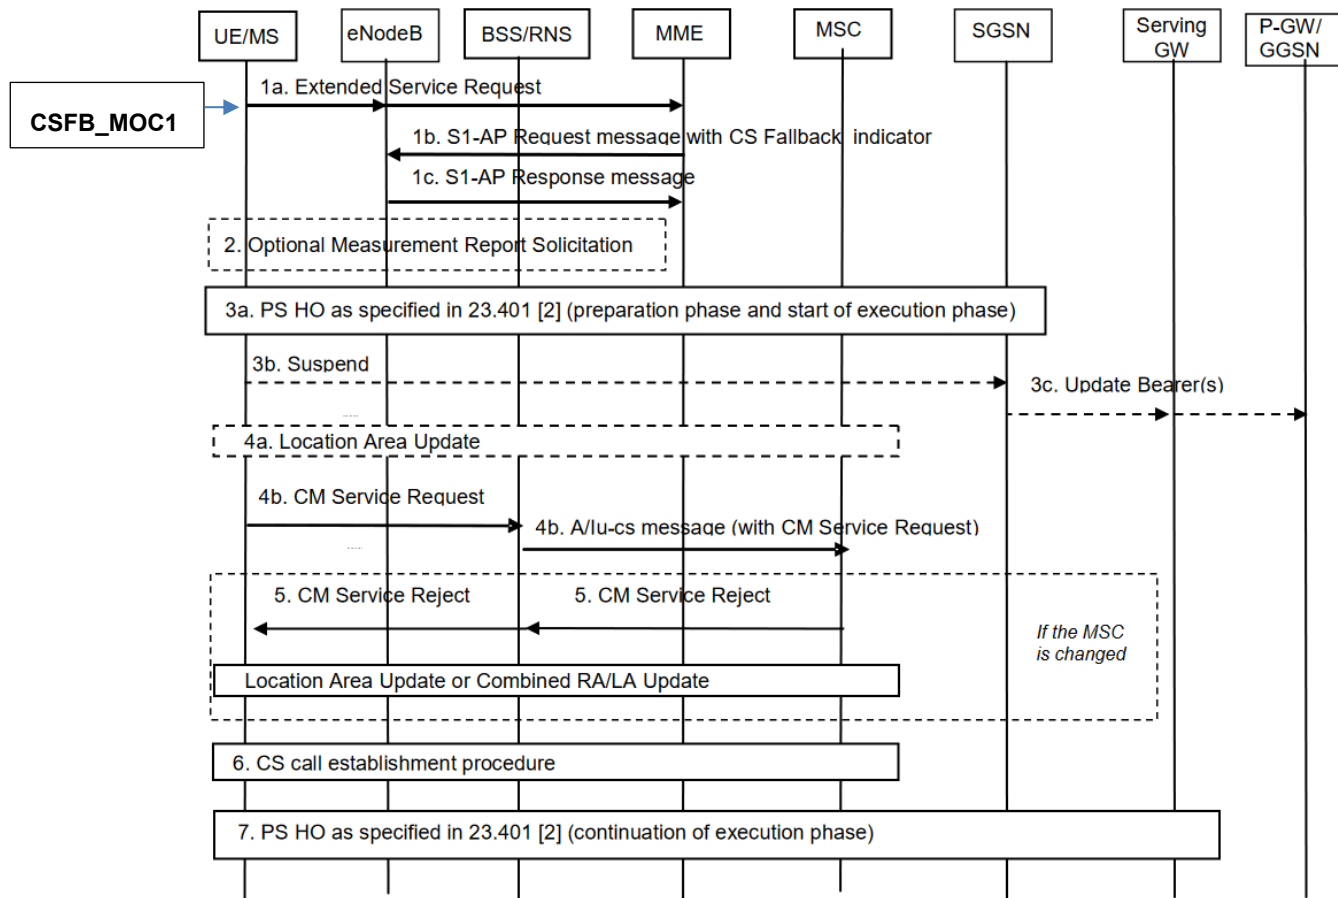 UE/MS
eNodeB
BSS/RNS
MME
MSC
SGSN
Serving
GW
P-GW/
GGSN
CSFB_MOC1
1a. Extended Service Request
1b. S1-AP Request message with CS Fallback indicator
1c. S1-AP Response message
2. Optional Measurement Report Solicitation
3a. PS HO as specified in 23.401 [2] (preparation phase and start of execution phase)
3b. Suspend
3c. Update Bearer(s)
4a. Location Area Update
4b. CM Service Request
4b. A/Iu-cs message (with CM Service Request)
5. CM Service Reject
5. CM Service Reject
If the MSC
is changed
Location Area Update or Combined RA/LA Update
6. CS call establishment procedure
7. PS HO as specified in 23.401 [2] (continuation of execution phase)